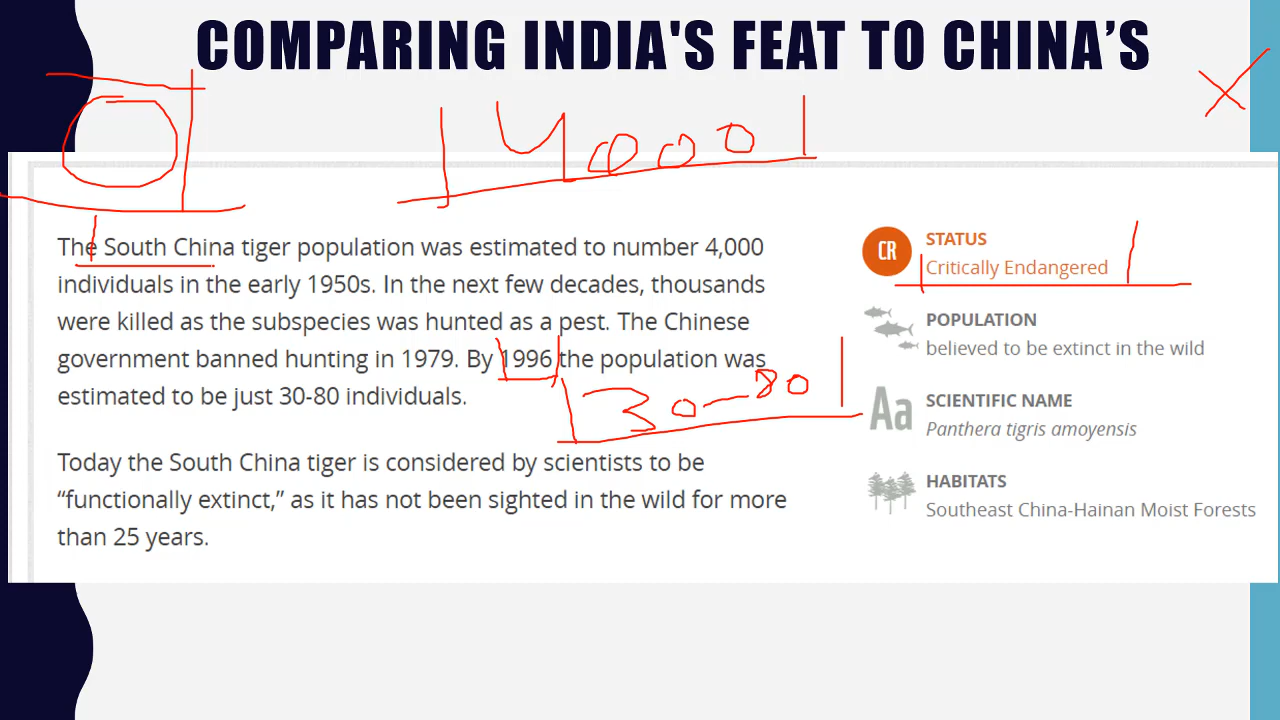 COMPARING INDIA'S FEAT TO CHINA’S
4000
The South China tiger population was estimated to number 4,000
individuals in the early 1950s. In the next few decades, thousands
were killed as the subspecies was hunted as a pest. The Chinese
government banned hunting in 1979. By 1996 the population was
estimated to be just 30-80 individuals.
30-80
Today the South China tiger is considered by scientists to be
“functionally extinct,” as it has not been sighted in the wild for more
than 25 years.
CR
STATUS
Critically Endangered
POPULATION
believed to be extinct in the wild
Aa
SCIENTIFIC NAME
Panthera tigris amoyensis
HABITATS
Southeast China-Hainan Moist Forests